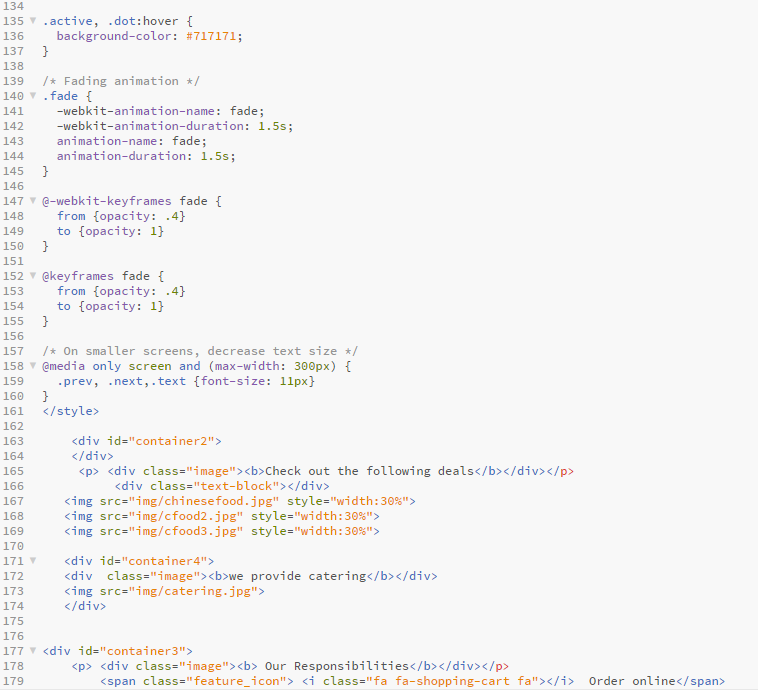 134
135 .active, .dot:hover {
136   background-color: #717171;
137 }
138
139 /* Fading animation */
140 .fade {
141   -webkit-animation-name: fade;
142   -webkit-animation-duration: 1.5s;
143   animation-name: fade;
144   animation-duration: 1.5s;
145 }
146
147 @-webkit-keyframes fade {
148   from {opacity: .4}
149   to {opacity: 1}
150 }
151
152 @keyframes fade {
153   from {opacity: .4}
154   to {opacity: 1}
155 }
156
157 /* On smaller screens, decrease text size */
158 @media only screen and (max-width: 300px) {
159   .prev, .next,.text {font-size: 11px}
160 }
161 </style>
162
163     <div id="container2">
164     </div>
165      <p> <div class="image"><b>Check out the following deals</b></div></p>
166           <div class="text-block"></div>
167    <img src="img/chinesefood.jpg" style="width:30%">
168    <img src="img/cfood2.jpg" style="width:30%">
169    <img src="img/cfood3.jpg" style="width:30%">
170
171    <div id="container4">
172    <div  class="image"><b>we provide catering</b></div>
173    <img src="img/catering.jpg">
174    </div>
175
176
177 <div id="container3">
178     <p> <div class="image"><b> Our Responsibilities</b></div></p>
179         <span class="feature_icon"> <i class="fa fa-shopping-cart fa"></i>  Order online</span>